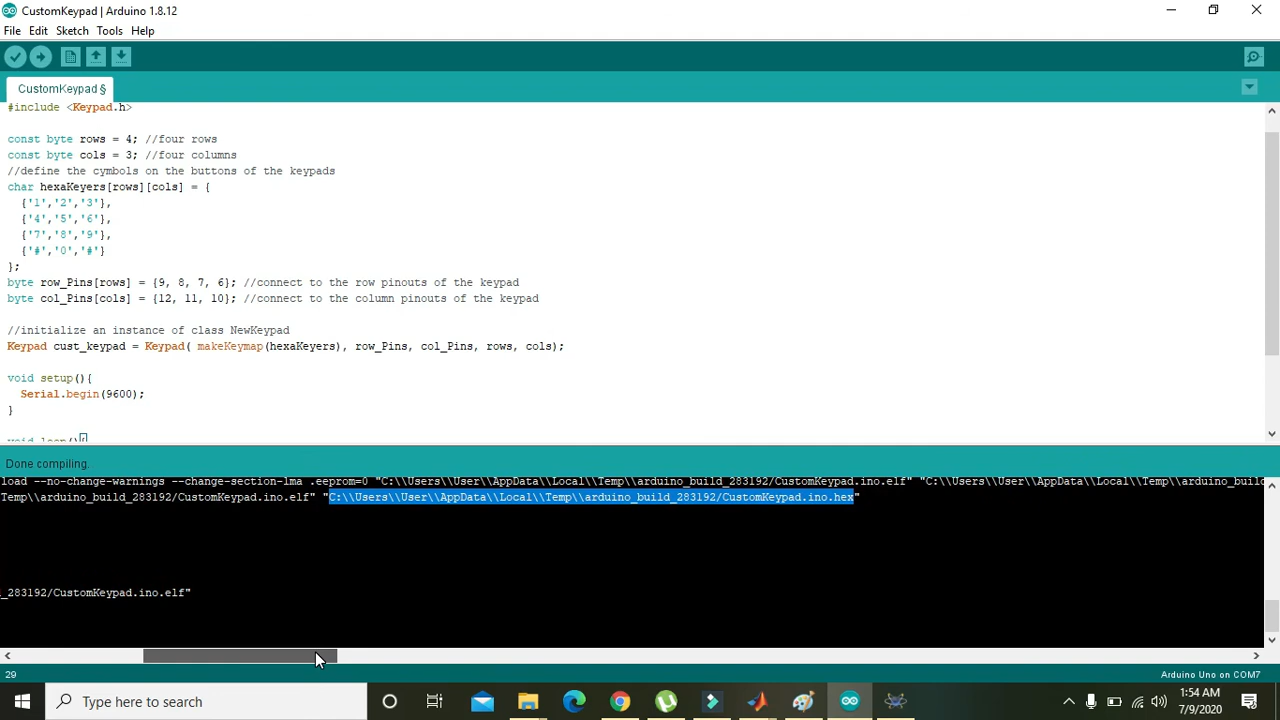 CustomKeypad | Arduino 1.8.12
File Edit Sketch Tools Help
CustomKeypad §
#include <Keypad.h>
const byte rows = 4; //four rows
const byte cols = 3; //four columns
//define the cymbols on the buttons of the keypads
char hexaKeyers[rows][cols] = {
{'1','2','3'},
{'4','5','6'},
{'7','8','9'},
{'#','0','#'}
};
byte row_Pins[rows] = {9, 8, 7, 6}; //connect to the row pinouts of the keypad
byte col_Pins[cols] = {12, 11, 10}; //connect to the column pinouts of the keypad
//initialize an instance of class NewKeypad
Keypad cust_keypad = Keypad( makeKeymap(hexaKeyers), row_Pins, col_Pins, rows, cols);
void setup(){
Serial.begin(9600);
}
void loop(){
Done compiling.
load --no-change-warnings --change-section-lma .eeprom=0 "C:\\Users\\User\\AppData\\Local\\Temp\\arduino_build_283192/CustomKeypad.ino.elf" "C:\\Users\\User\\AppData\\Local\\Temp\\arduino_build
Temp\\arduino_build_283192/CustomKeypad.ino.elf" "C:\\Users\\User\\AppData\\Local\\Temp\\arduino_build_283192/CustomKeypad.ino.hex"
_283192/CustomKeypad.ino.elf"
29
Arduino Uno on COM7
Type here to search
1:54 AM
7/9/2020